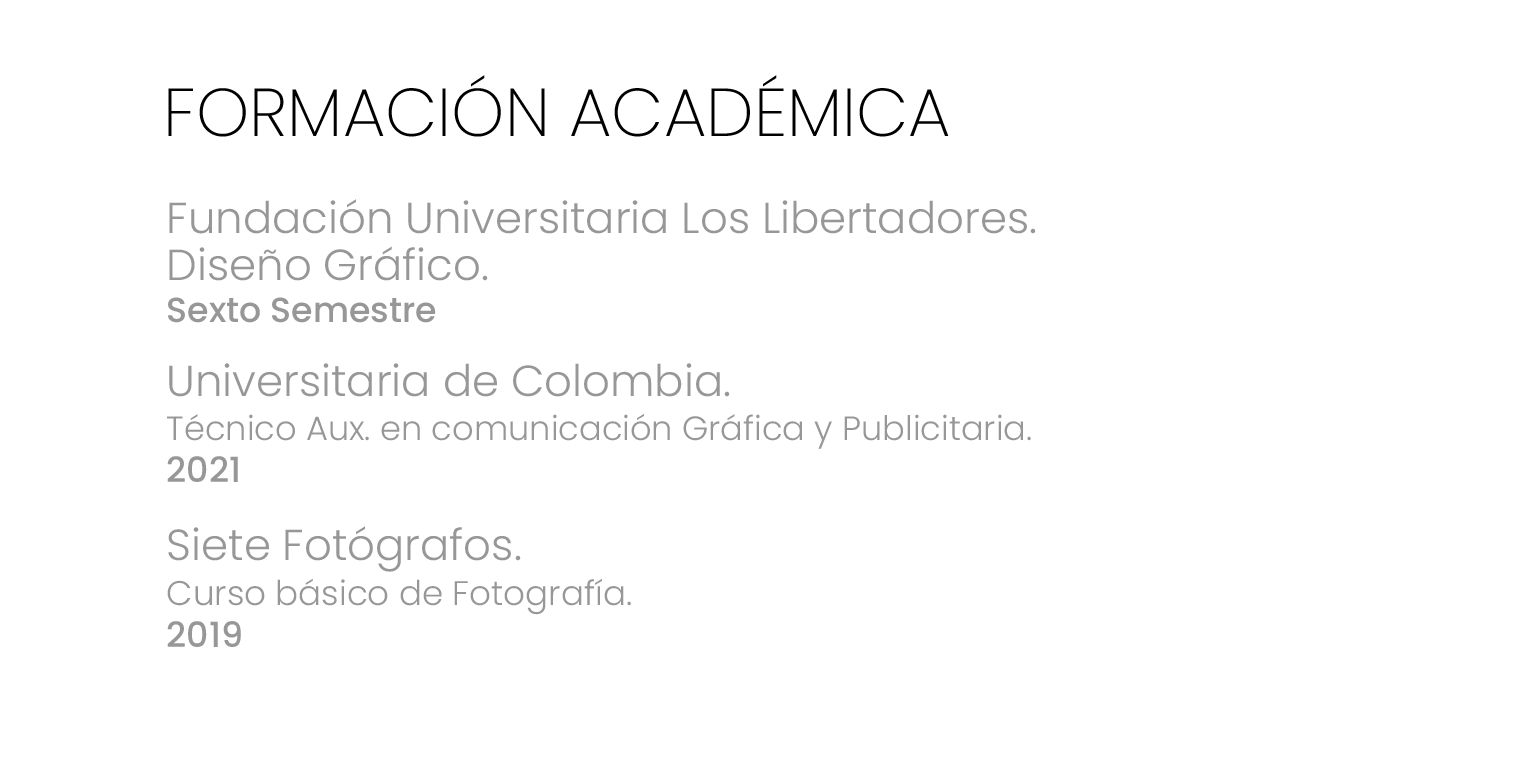 FORMACIÓN ACADÉMICA
Fundación Universitaria Los Libertadores.
Diseño Gráfico.
Sexto Semestre
Universitaria de Colombia.
Técnico Aux. en comunicación Gráfica y Publicitaria.
2021
Siete Fotógrafos.
Curso básico de Fotografía.
2019